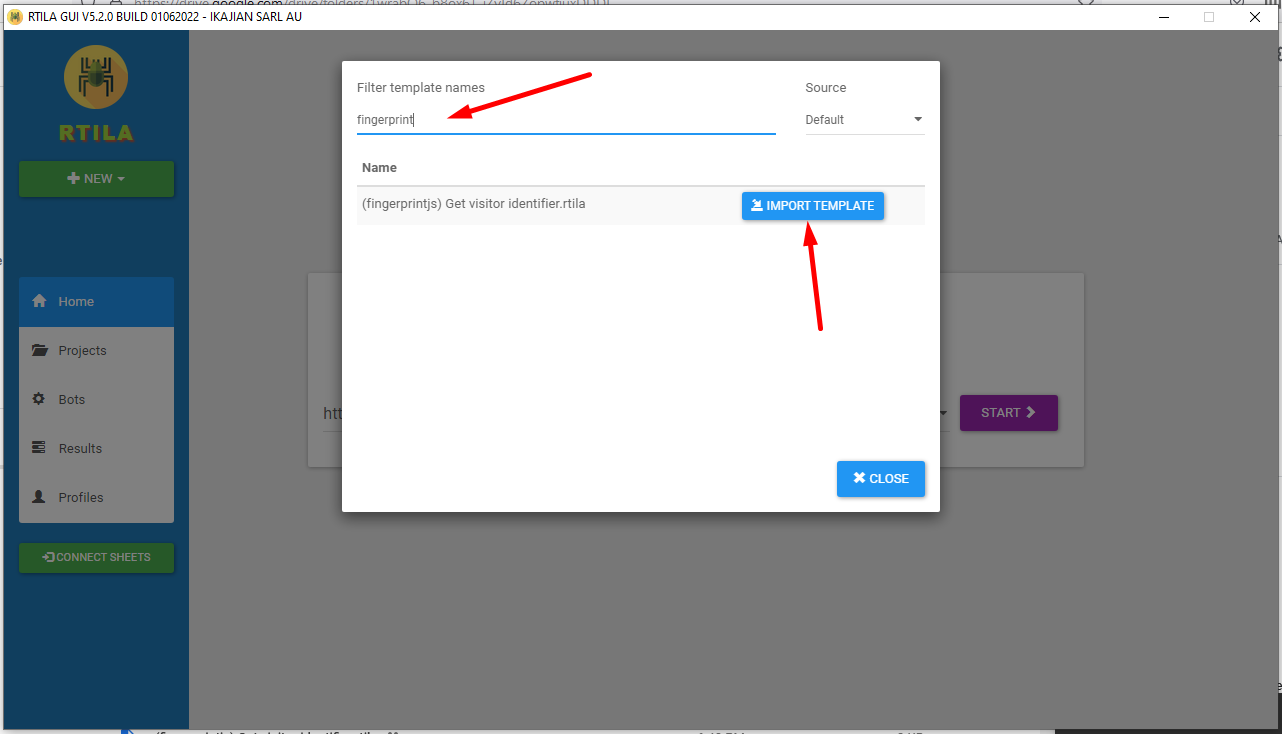 RTILA GUI V5.2.0 BUILD 01062022 - IKAJIAN SARL AU
RTILA
NEW
Home
Projects
Bots
Results
Profiles
CONNECT SHEETS
Filter template names
Source
fingerprint
Default
Name
(fingerprintjs) Get visitor identifier.rtila
IMPORT TEMPLATE
htt
START
CLOSE